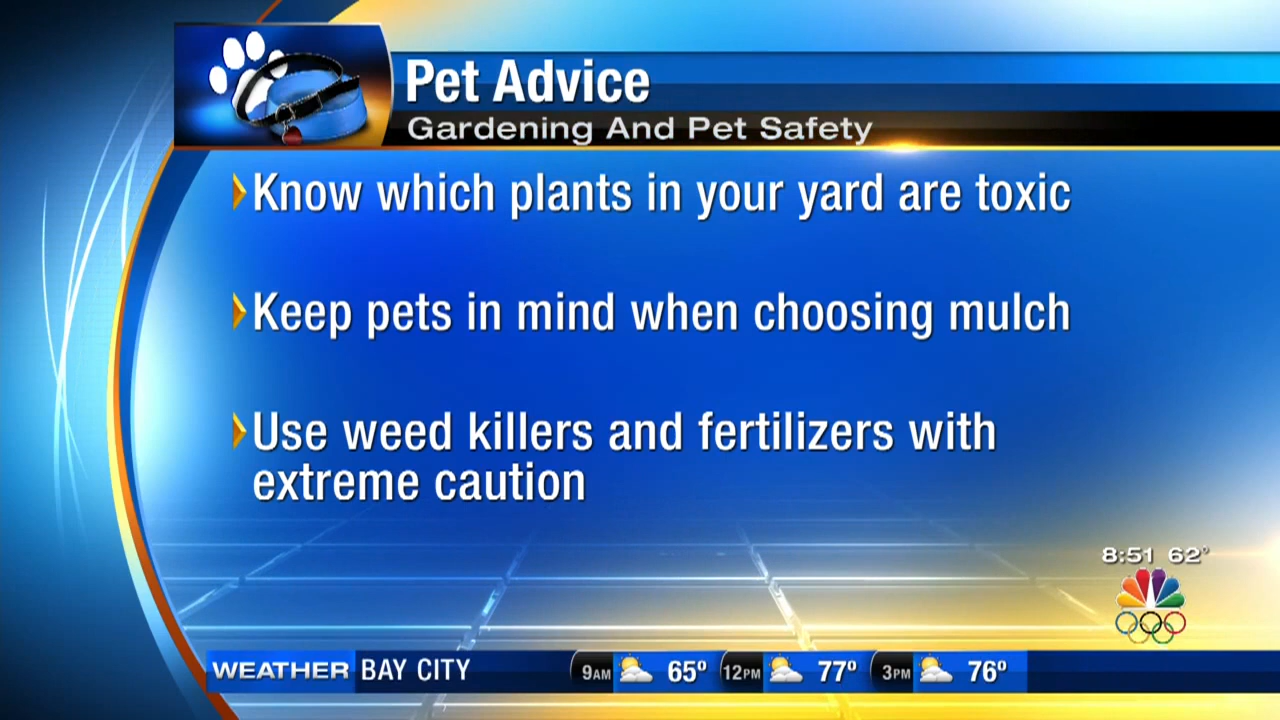 Pet Advice
Gardening And Pet Safety
Know which plants in your yard are toxic
Keep pets in mind when choosing mulch
Use weed killers and fertilizers with
extreme caution
8:51 62°
WEATHER BAY CITY 9AM 65° 12PM 77° 3PM 76°